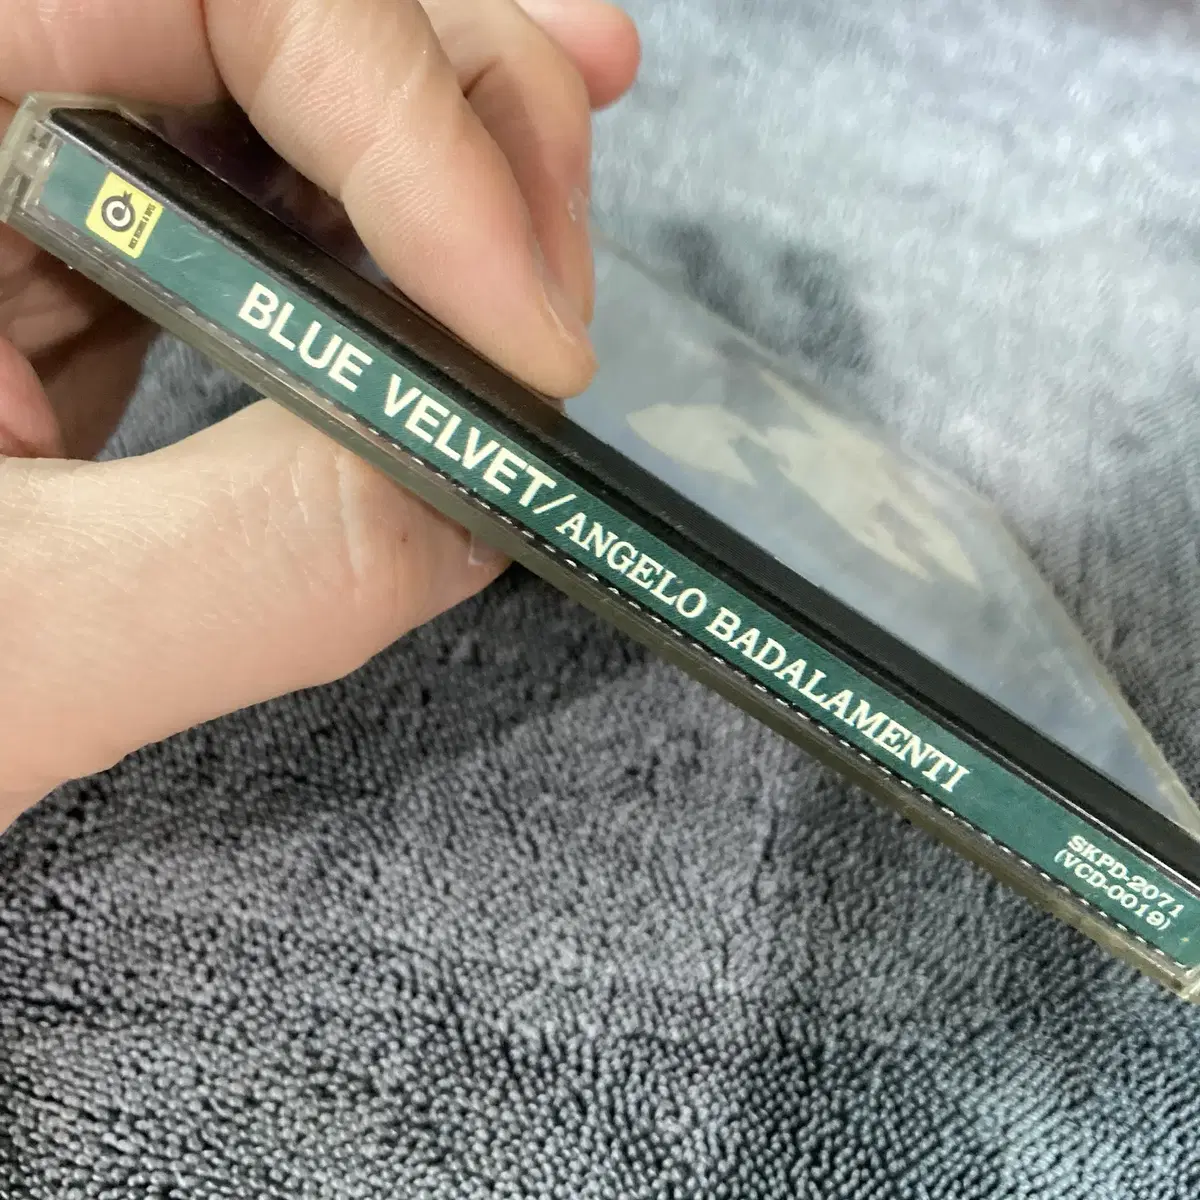 BLUE VELVET/ANGELO BADALAMENTI
SKPD-2071
(VCD-0019)